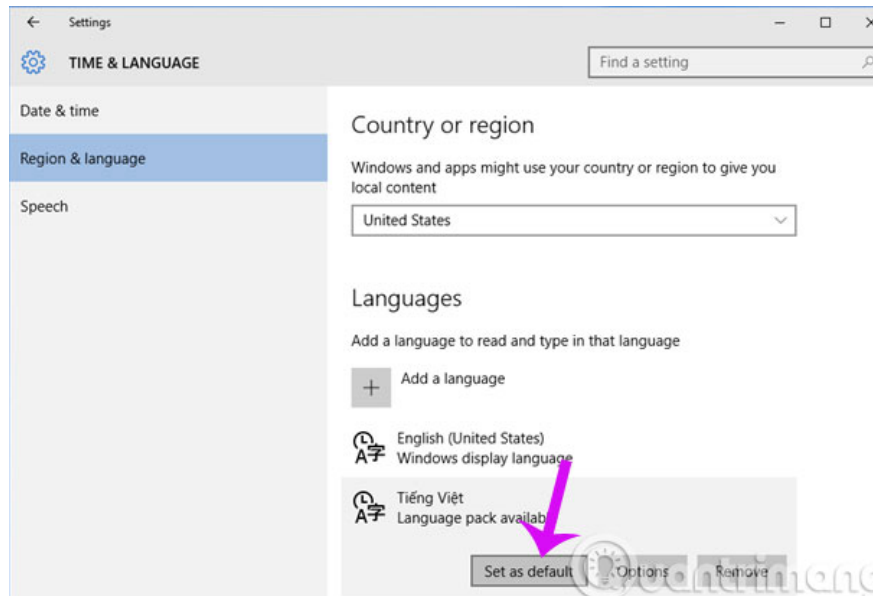 Settings
TIME & LANGUAGE
Find a setting
Date & time
Region & language
Speech
Country or region
Windows and apps might use your country or region to give you
local content
United States
Languages
Add a language to read and type in that language
Add a language
English (United States)
Windows display language
Tiếng Việt
Language pack availab
Set as default
Options
Remove
Quantrimang